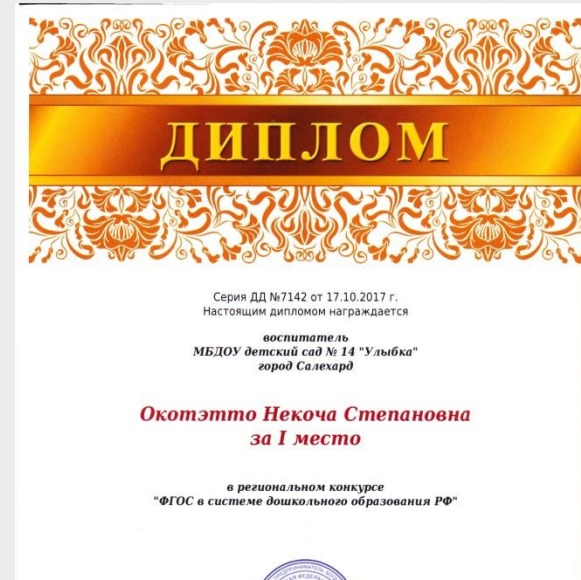 ДИПЛОМ
Серия ДД №7142 от 17.10.2017 г.
Настоящим дипломом награждается
воспитатель
МБДОУ детский сад № 14 "Улыбка"
город Салехард
Окотэтто Некоча Степановна
за I место
в региональном конкурсе
"ФГОС в системе дошкольного образования РФ"